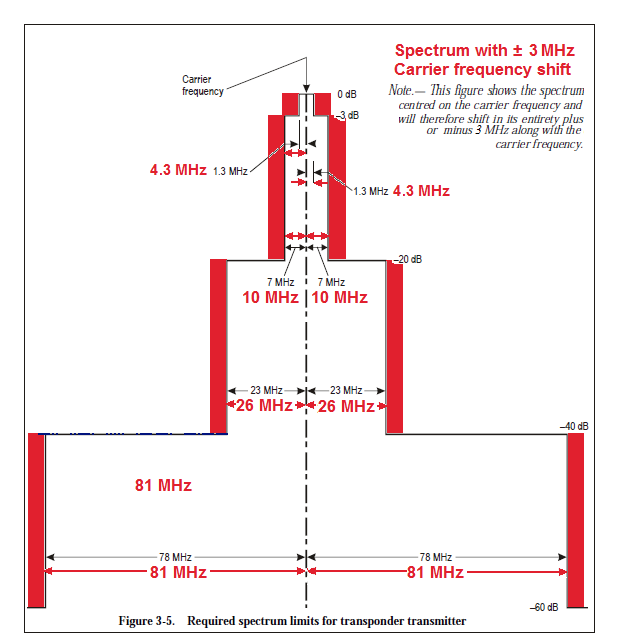 Spectrum with ± 3 MHz
Carrier frequency shift
Carrier
frequency
Note.— This figure shows the spectrum
centred on the carrier frequency and
will therefore shift in its entirety plus
or minus 3 MHz along with the
carrier frequency.
0 dB
–3 dB
4.3 MHz 1.3 MHz
1.3 MHz 4.3 MHz
–20 dB
7 MHz 7 MHz
10 MHz 10 MHz
23 MHz 23 MHz
26 MHz 26 MHz
–40 dB
81 MHz
78 MHz 78 MHz
81 MHz 81 MHz
–60 dB
Figure 3-5. Required spectrum limits for transponder transmitter